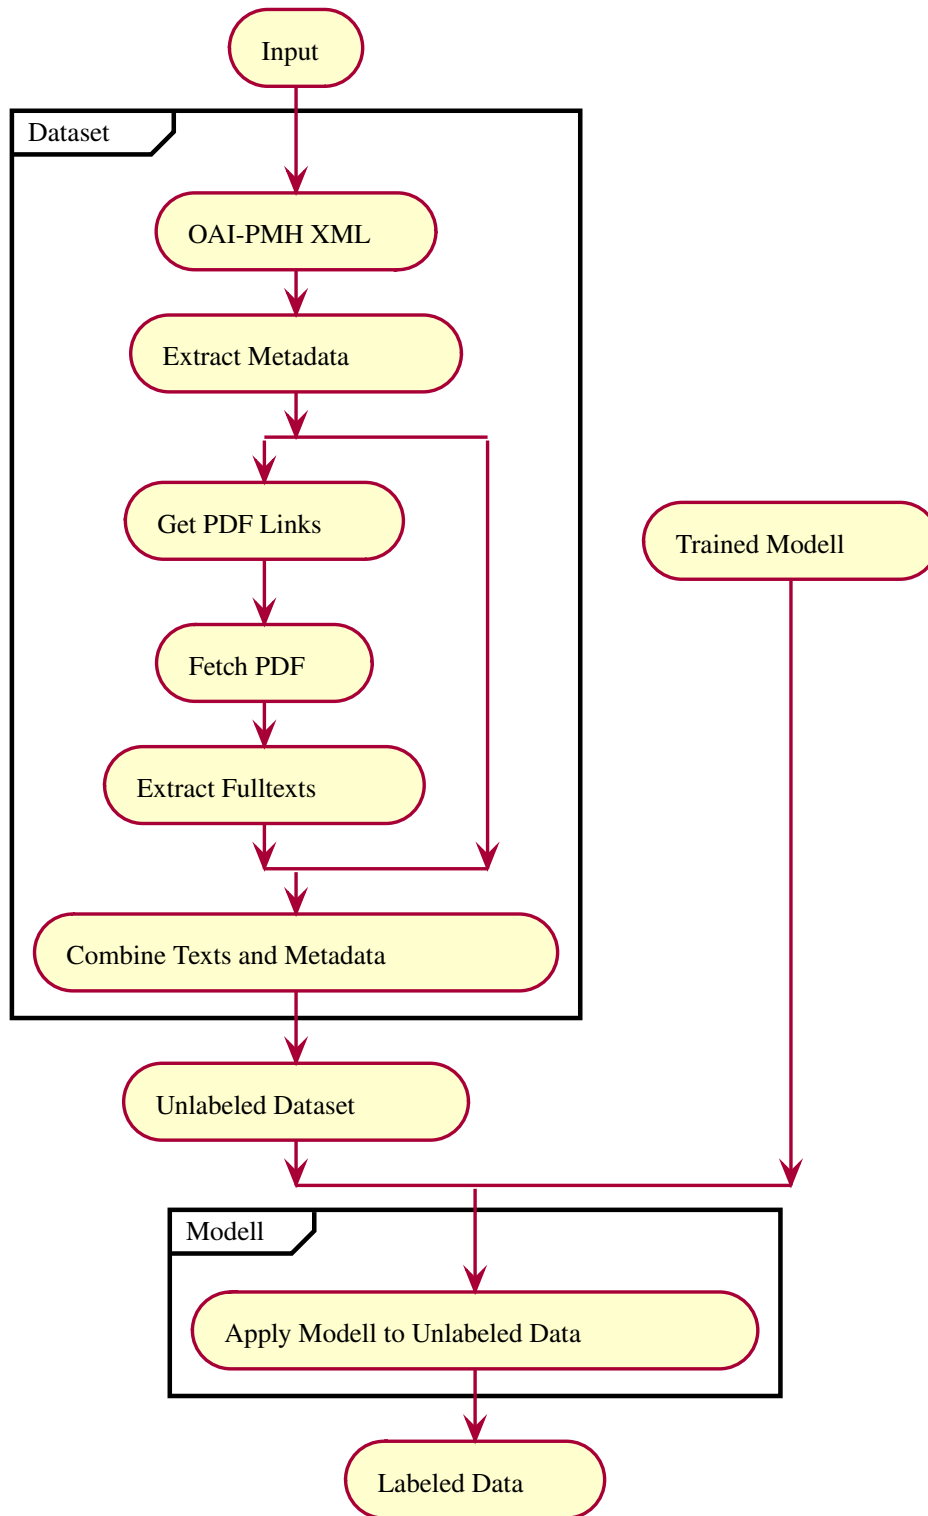 Input
Dataset
OAI-PMH XML
Extract Metadata
Get PDF Links
Trained Modell
Fetch PDF
Extract Fulltexts
Combine Texts and Metadata
Unlabeled Dataset
Modell
Apply Modell to Unlabeled Data
Labeled Data